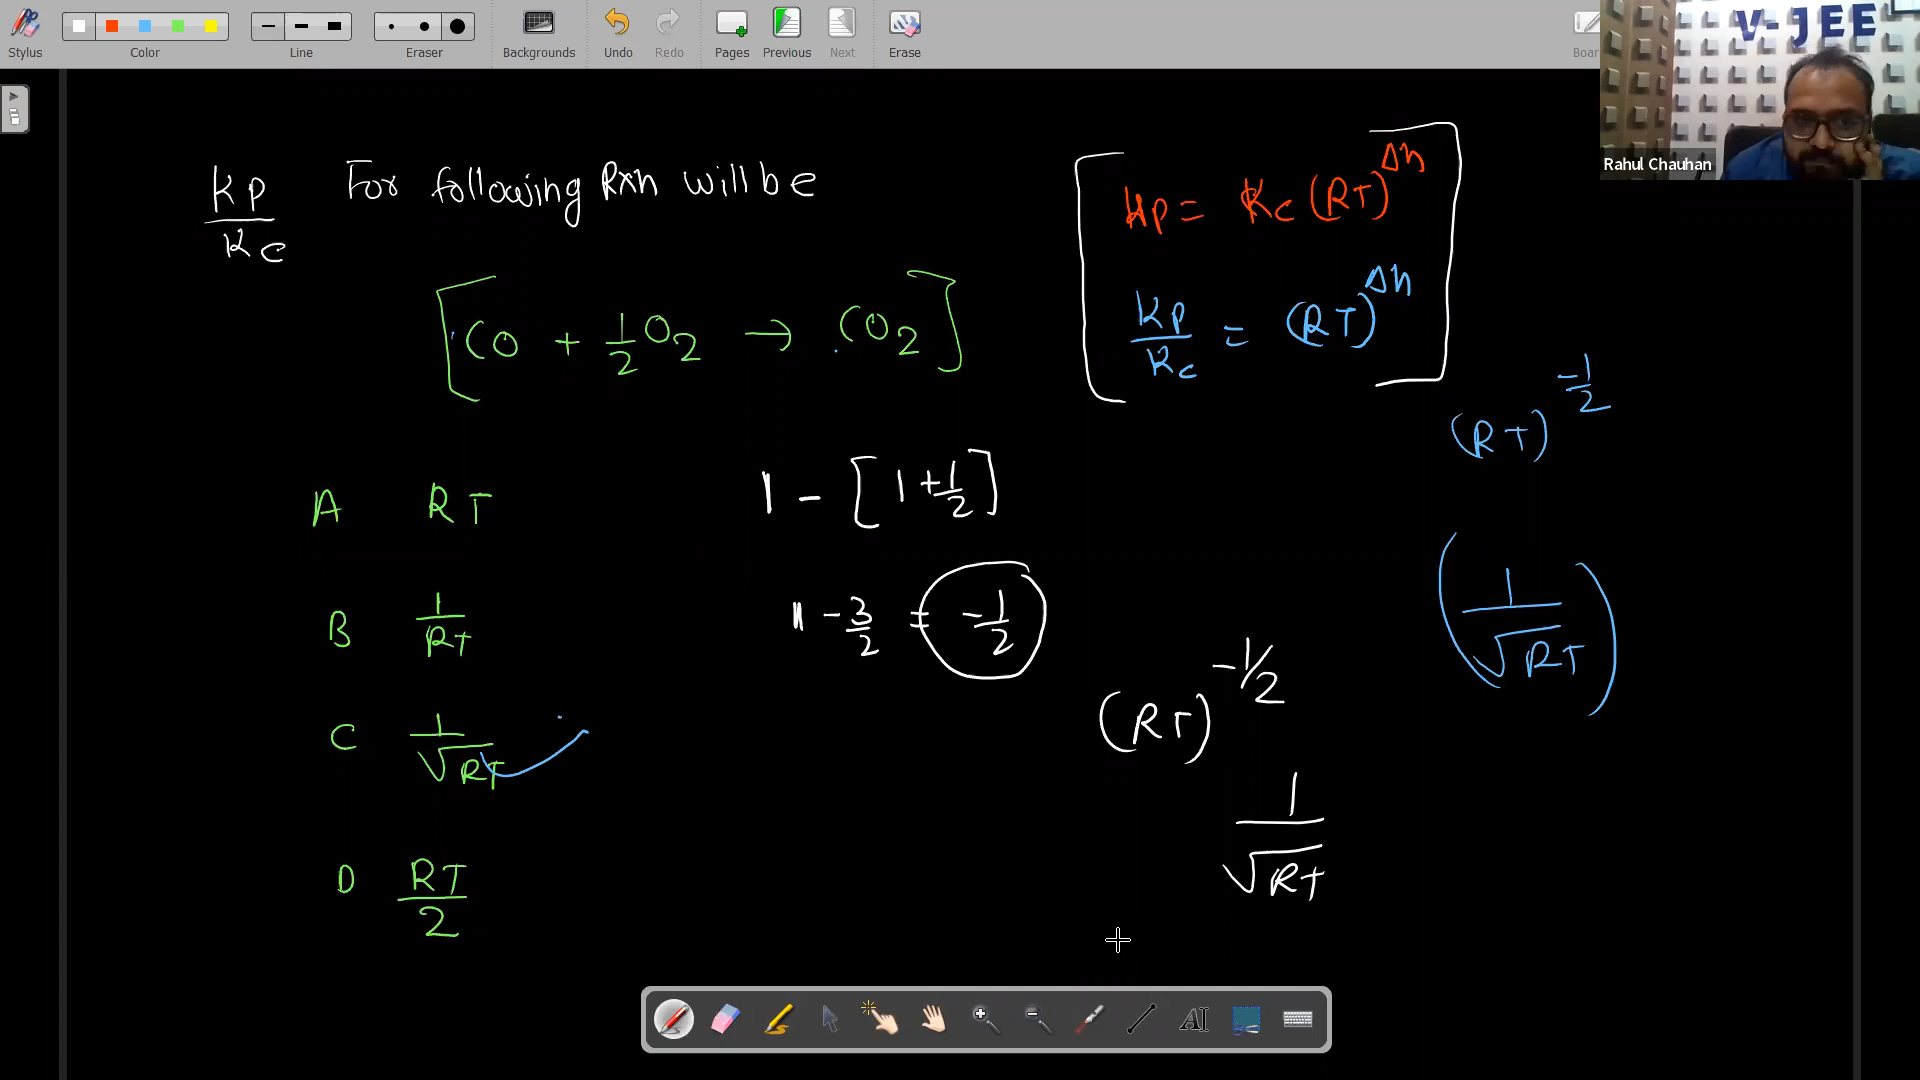 Stylus
Color
Line
Eraser
Backgrounds
Undo
Redo
Pages
Previous
Next
Erase
Boar
V-JEE
Rahul Chauhan
Kp/Kc For following Rxn will be
[CO + 1/2 O2 → CO2]
Kp = Kc (RT)^Δn
Kp/Kc = (RT)^Δn
(RT)^-1/2
(1/√RT)
A RT
B 1/RT
C 1/√RT
D RT/2
1 - [1 + 1/2]
1 - 3/2 = -1/2
(RT)^-1/2
1/√RT
AI